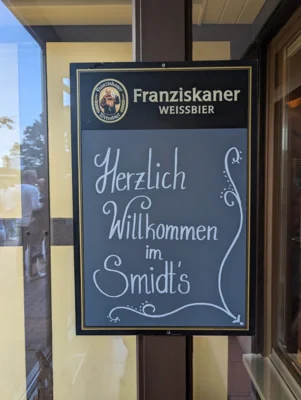 Franziskaner
WEISSBIER
Herzlich
Willkommen
im
Smidt's